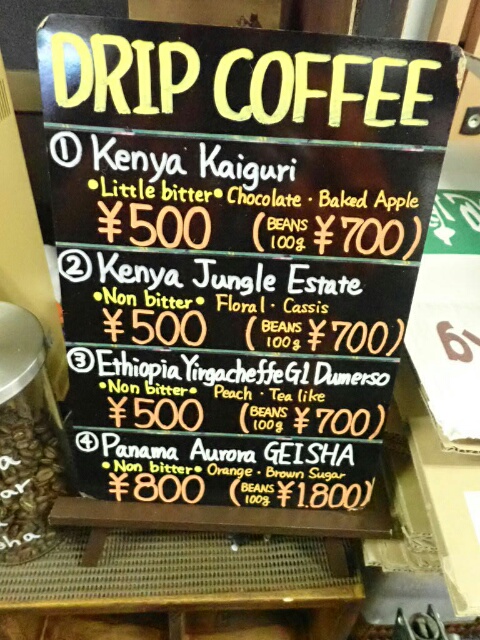 DRIP COFFEE
① Kenya Kaiguri
•Little bitter• Chocolate・Baked Apple
¥500 (BEANS 100g ¥700)
② Kenya Jungle Estate
•Non bitter• Floral・Cassis
¥500 (BEANS 100g ¥700)
③ Ethiopia Yirgacheffe G1 Dumerso
•Non bitter• Peach・Tea like
¥500 (BEANS 100g ¥700)
④ Panama Aurora GEISHA
•Non bitter• Orange・Brown Sugar
¥800 (BEANS 100g ¥1,800)